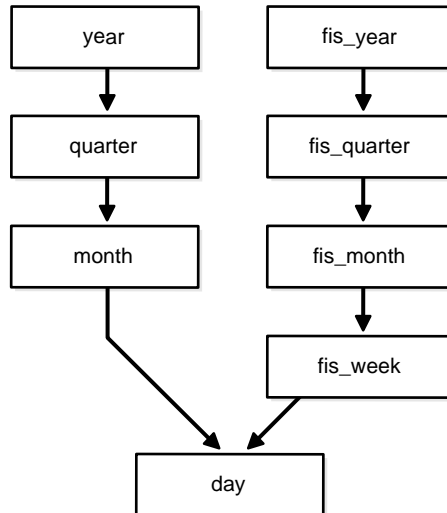 year
fis_year
quarter
fis_quarter
month
fis_month
fis_week
day